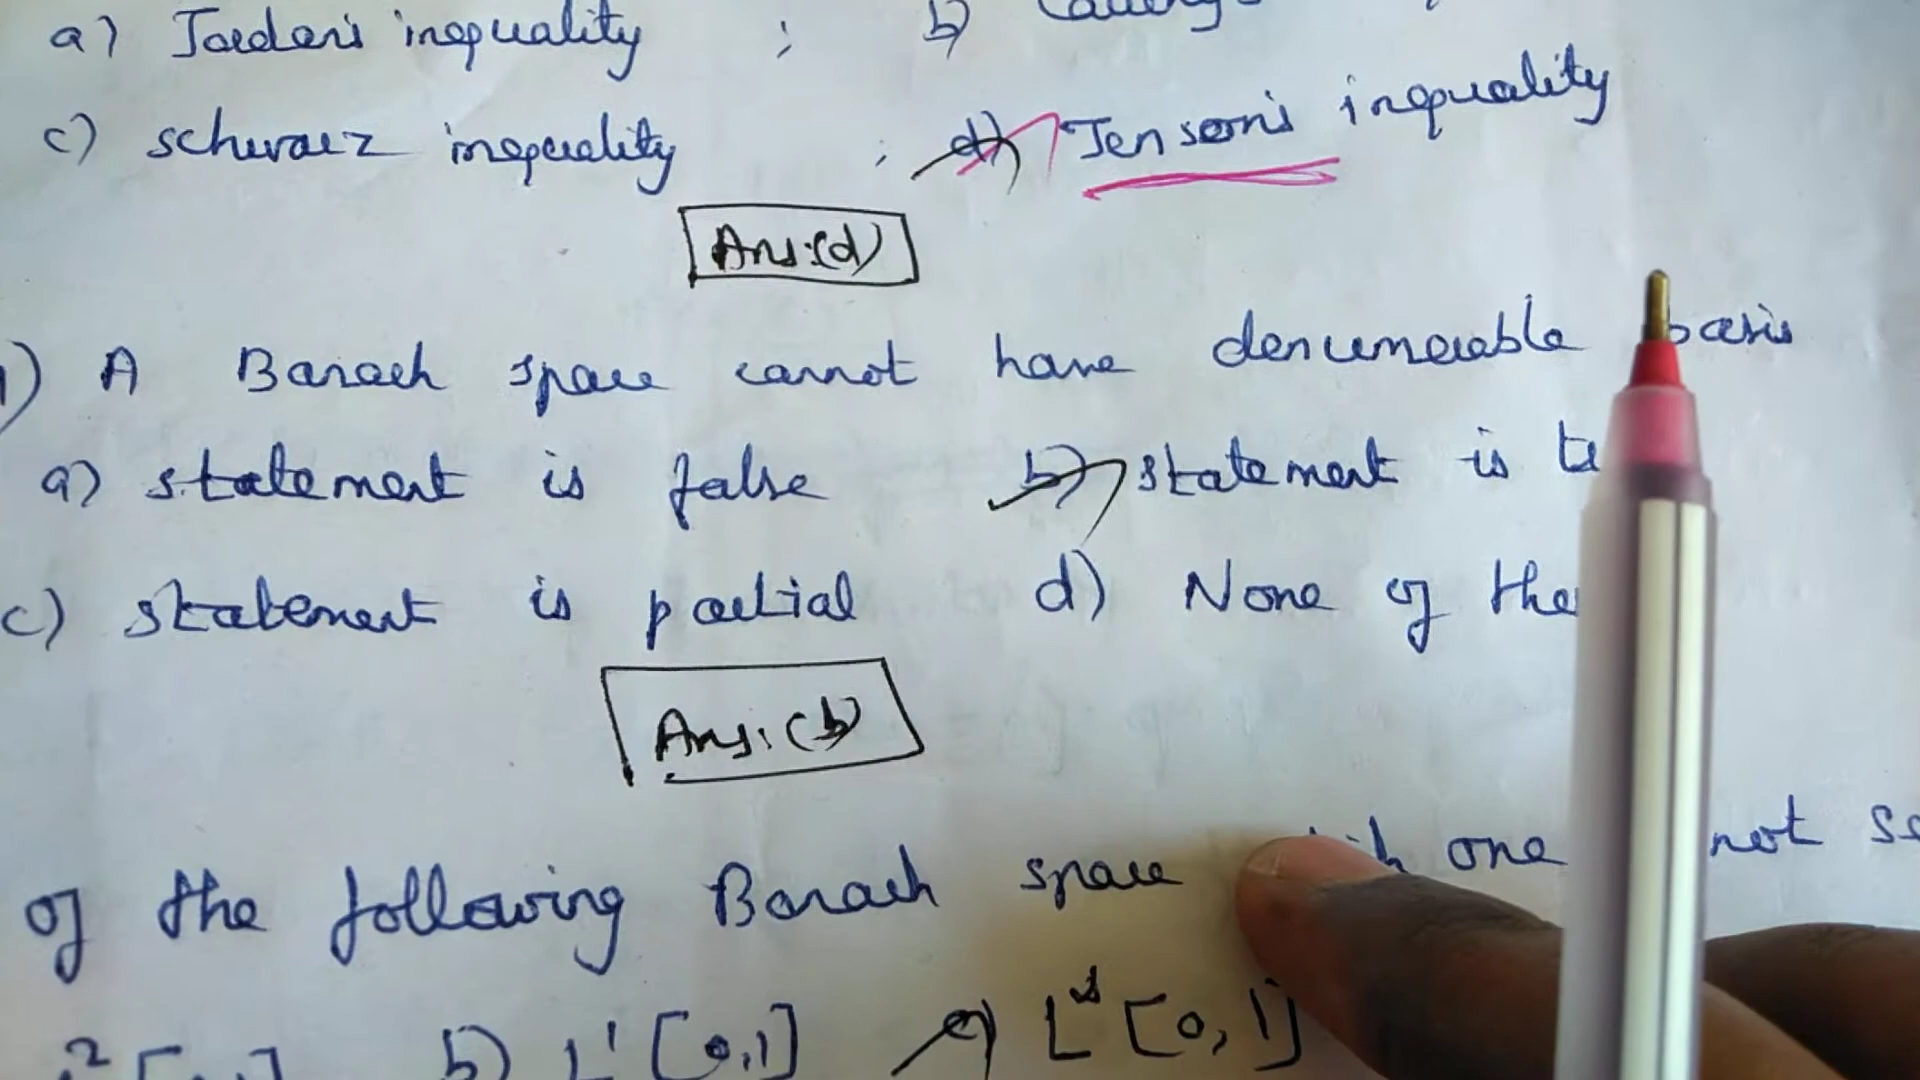 a) Jordan's inequality ; b)
c) schwarz inequality ; d) Jenson's inequality
Ans:(d)
) A Banach space cannot have denumerable basis
a) statement is false b) statement is
c) statement is partial d) None of the
Ans:(b)
of the following Banach space one not
b) L¹ [0,1] c) L [0,1]